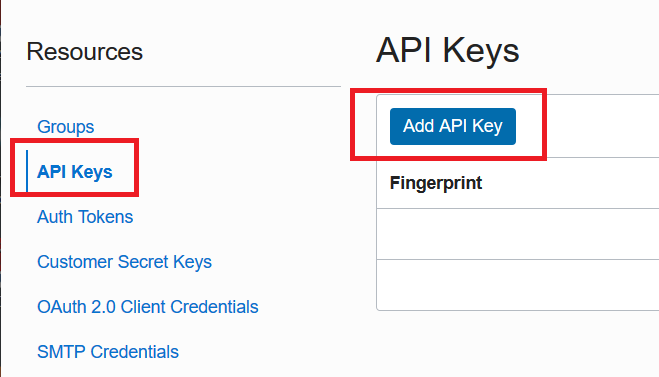 Resources
Groups
API Keys
Auth Tokens
Customer Secret Keys
OAuth 2.0 Client Credentials
SMTP Credentials
API Keys
Add API Key
Fingerprint